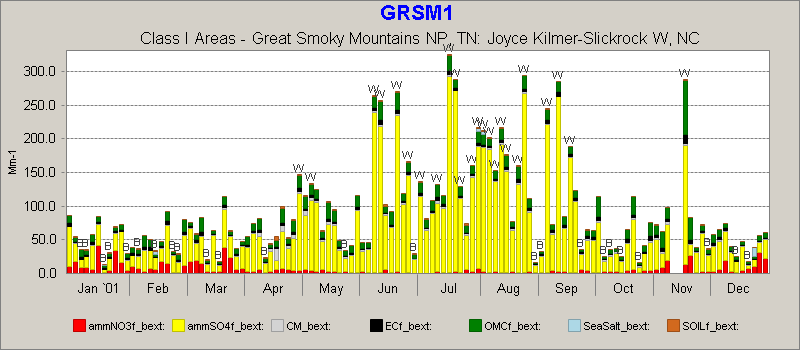 GRSM1
Class I Areas - Great Smoky Mountains NP, TN: Joyce Kilmer-Slickrock W, NC
300.0
250.0
200.0
150.0
100.0
50.0
0.0
Mm-1
Jan '01 Feb Mar Apr May Jun Jul Aug Sep Oct Nov Dec
ammNO3f_bext: ammSO4f_bext: CM_bext: ECf_bext: OMCf_bext: SeaSalt_bext: SOILf_bext: